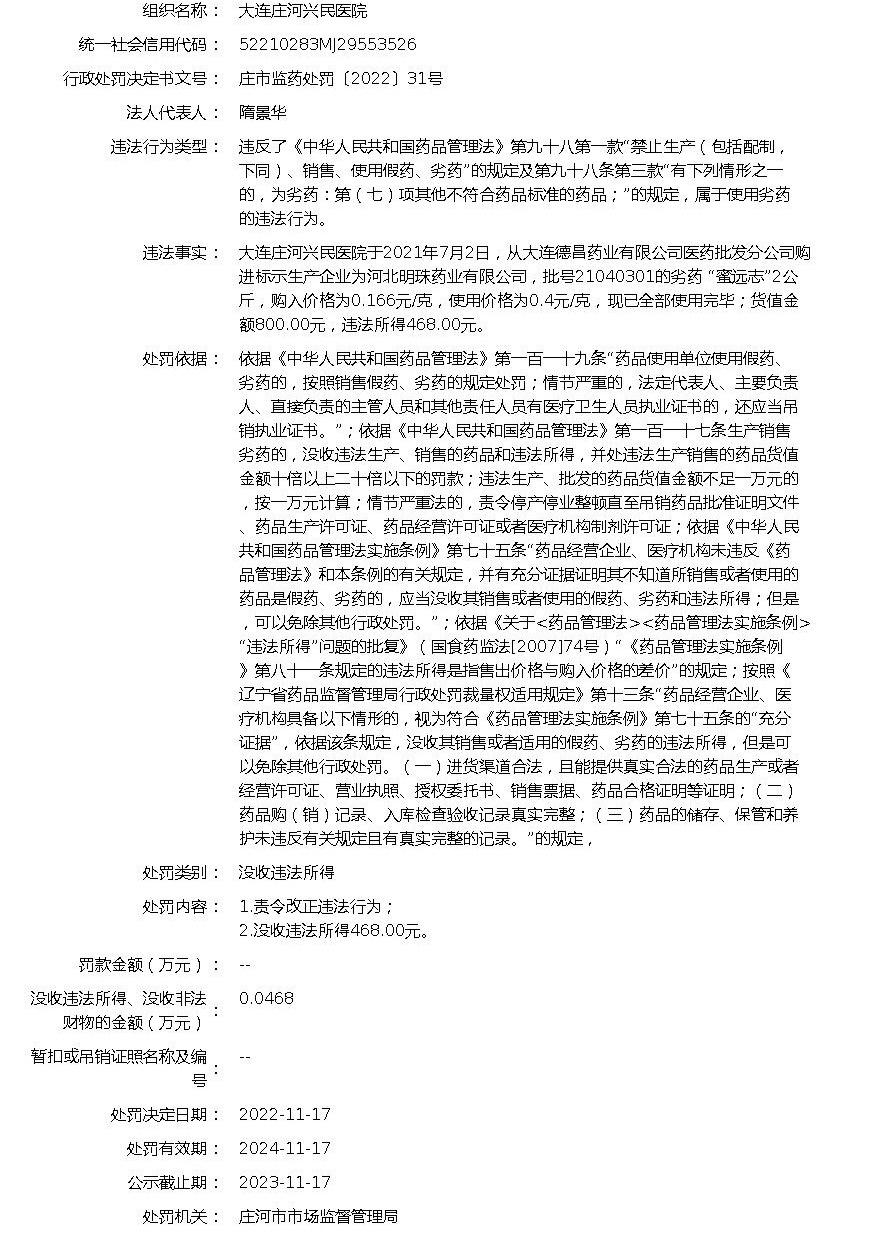 组织名称： 大连庄河兴民医院
统一社会信用代码： 52210283MJ29553526
行政处罚决定书文号： 庄市监药处罚〔2022〕31号
法人代表人： 隋景华
违法行为类型： 违反了《中华人民共和国药品管理法》第九十八第一款“禁止生产（包括配制，
下同）、销售、使用假药、劣药”的规定及第九十八条第三款“有下列情形之一
的，为劣药：第（七）项其他不符合药品标准的药品；”的规定，属于使用劣药
的违法行为。
违法事实： 大连庄河兴民医院于2021年7月2日，从大连德昌药业有限公司医药批发分公司购
进标示生产企业为河北明珠药业有限公司，批号21040301的劣药 “蜜远志”2公
斤，购入价格为0.166元/克，使用价格为0.4元/克，现已全部使用完毕；货值金
额800.00元，违法所得468.00元。
处罚依据： 依据《中华人民共和国药品管理法》第一百一十九条“药品使用单位使用假药、
劣药的，按照销售假药、劣药的规定处罚；情节严重的，法定代表人、主要负责
人、直接负责的主管人员和其他责任人员有医疗卫生人员执业证书的，还应当吊
销执业证书。”；依据《中华人民共和国药品管理法》第一百一十七条生产销售
劣药的，没收违法生产、销售的药品和违法所得，并处违法生产销售的药品货值
金额十倍以上二十倍以下的罚款；违法生产、批发的药品货值金额不足一万元的
，按一万元计算；情节严重法的，责令停产停业整顿直至吊销药品批准证明文件
、药品生产许可证、药品经营许可证或者医疗机构制剂许可证；依据《中华人民
共和国药品管理法实施条例》第七十五条“药品经营企业、医疗机构未违反《药
品管理法》和本条例的有关规定，并有充分证据证明其不知道所销售或者使用的
药品是假药、劣药的，应当没收其销售或者使用的假药、劣药和违法所得；但是
，可以免除其他行政处罚。”；依据《关于<药品管理法><药品管理法实施条例>
“违法所得”问题的批复》（国食药监法[2007]74号）“《药品管理法实施条例
》第八十一条规定的违法所得是指售出价格与购入价格的差价”的规定；按照《
辽宁省药品监督管理局行政处罚裁量权适用规定》第十三条“药品经营企业、医
疗机构具备以下情形的，视为符合《药品管理法实施条例》第七十五条的“充分
证据”，依据该条规定，没收其销售或者适用的假药、劣药的违法所得，但是可
以免除其他行政处罚。（一）进货渠道合法，且能提供真实合法的药品生产或者
经营许可证、营业执照、授权委托书、销售票据、药品合格证明等证明；（二）
药品购（销）记录、入库检查验收记录真实完整；（三）药品的储存、保管和养
护未违反有关规定且有真实完整的记录。”的规定，
处罚类别： 没收违法所得
处罚内容： 1.责令改正违法行为；
2.没收违法所得468.00元。
罚款金额（万元）： --
没收违法所得、没收非法
财物的金额（万元）： 0.0468
暂扣或吊销证照名称及编
号： --
处罚决定日期： 2022-11-17
处罚有效期： 2024-11-17
公示截止期： 2023-11-17
处罚机关： 庄河市市场监督管理局